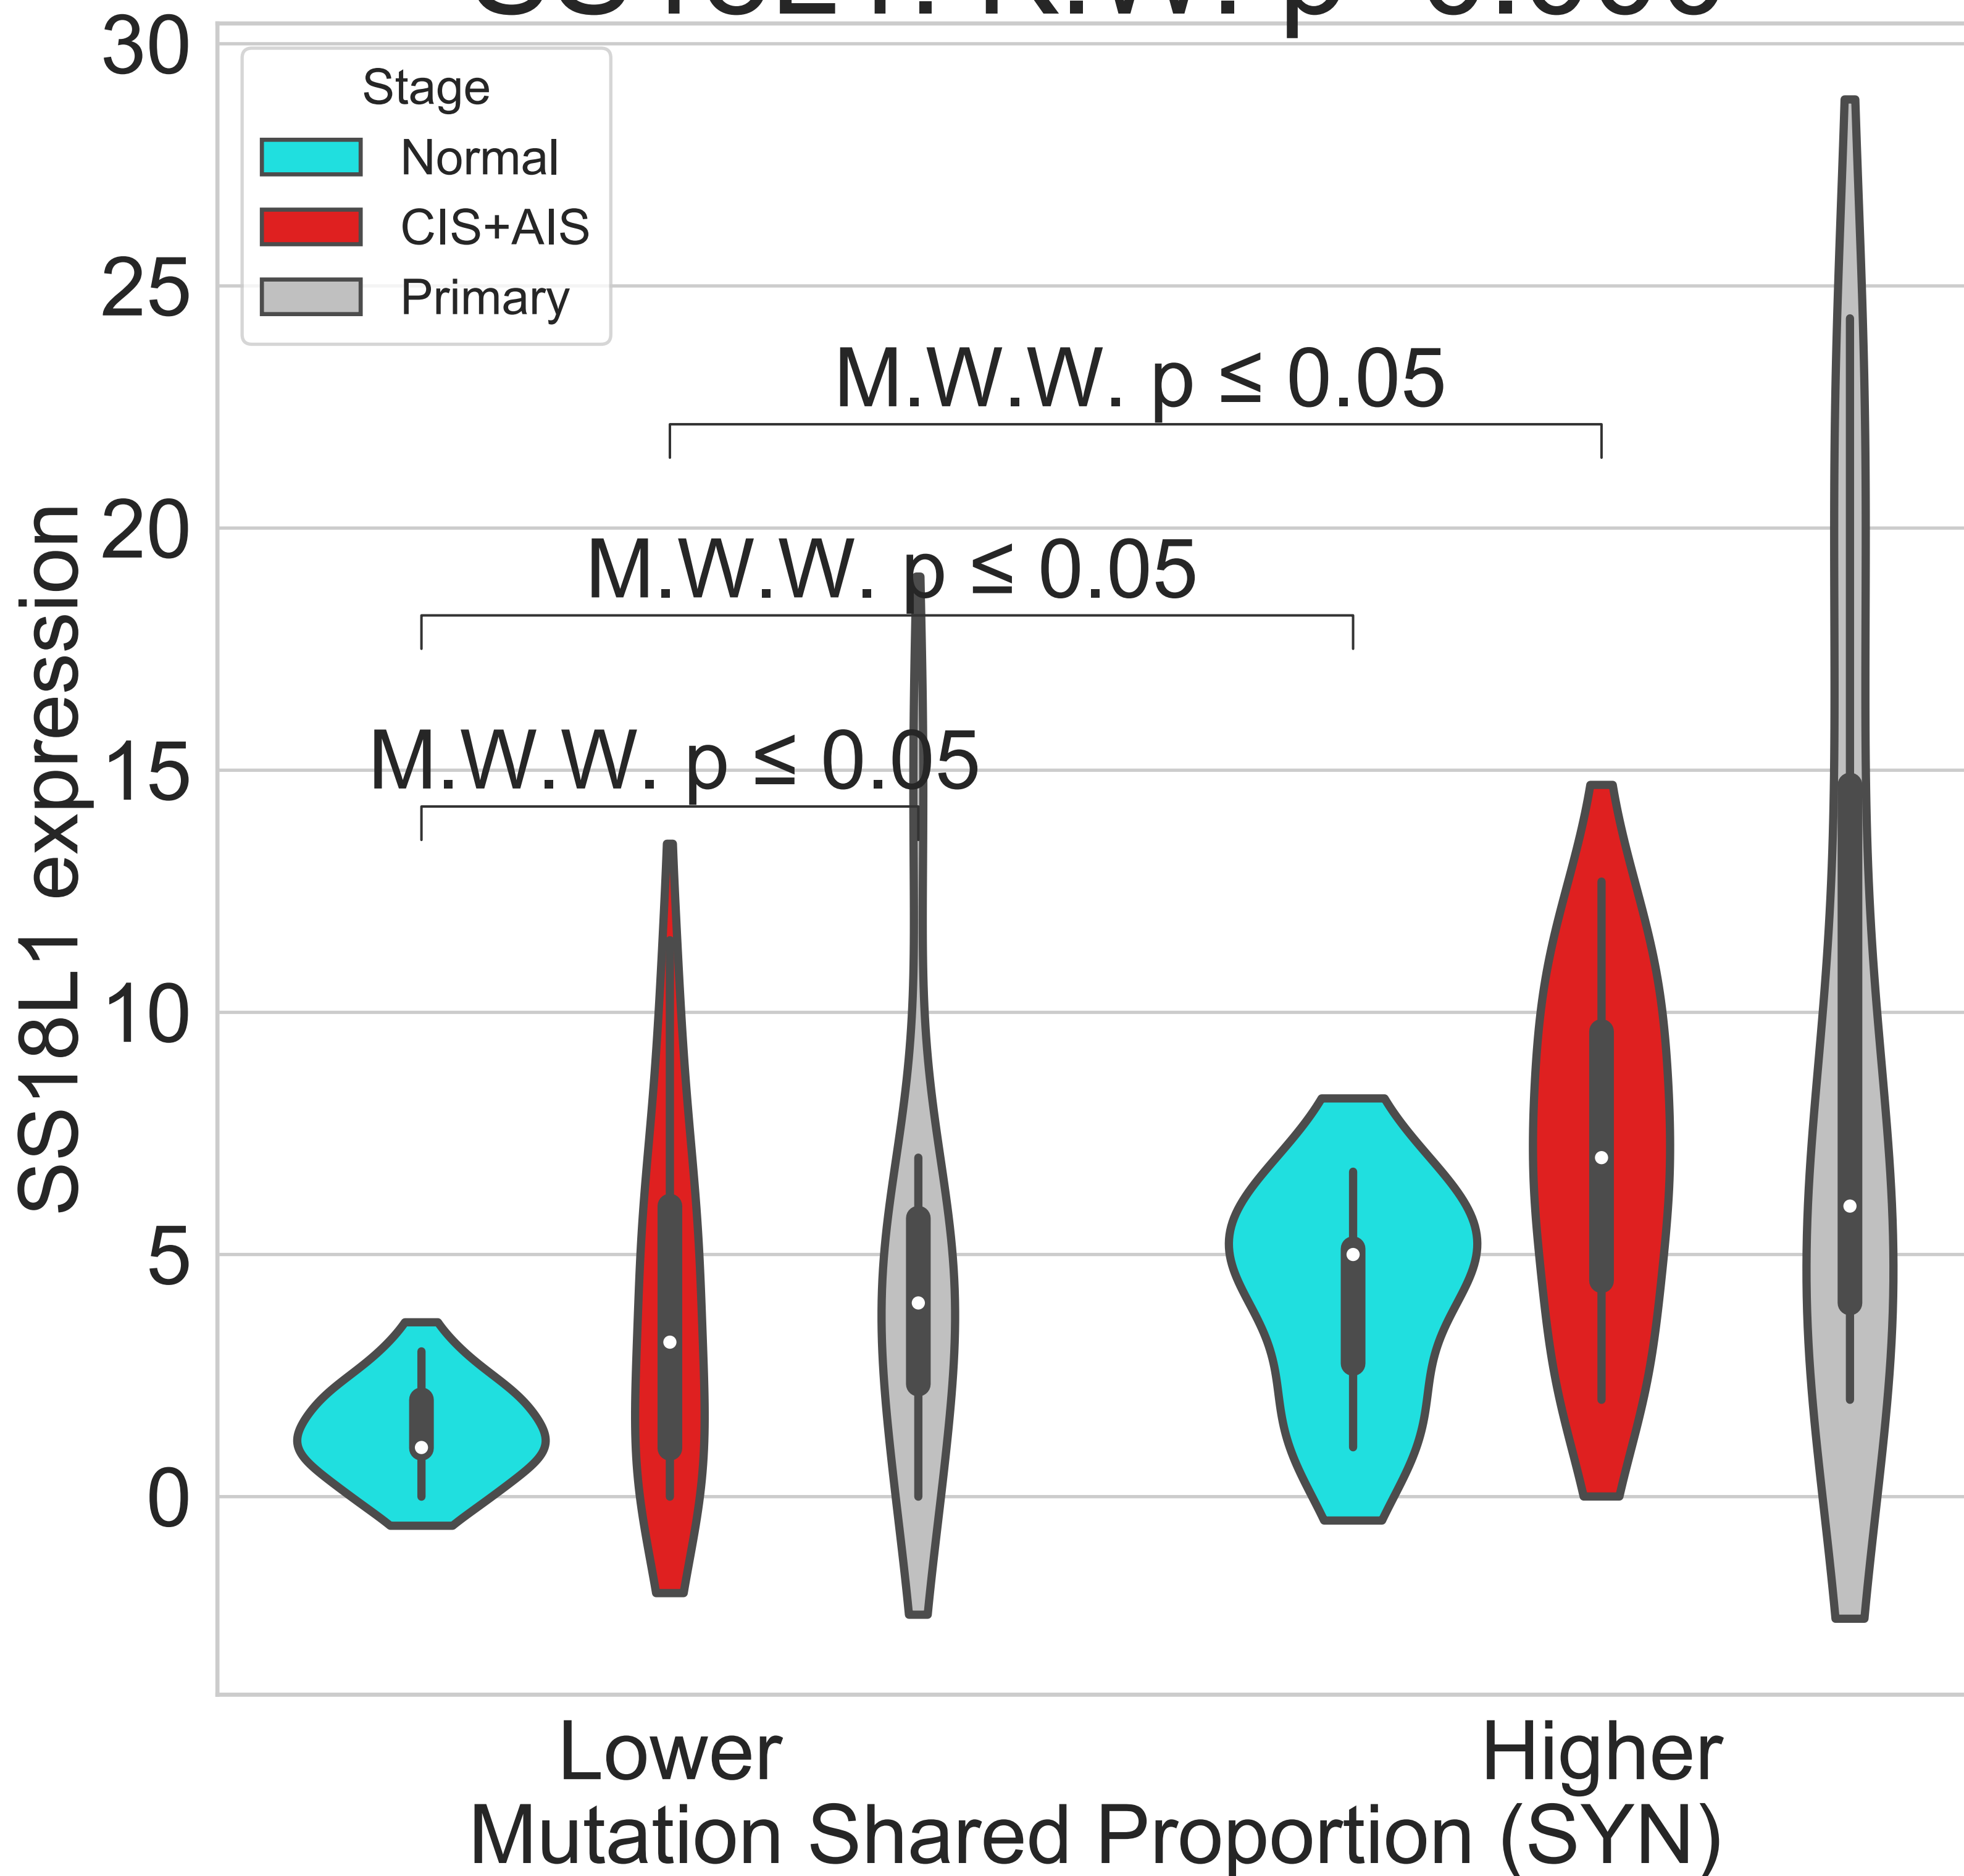 30
Stage
Normal
CIS+AIS
Primary
25
M.W.W. p ≤ 0.05
20
M.W.W. p ≤ 0.05
15
M.W.W. p ≤ 0.05
10
5
0
SS18L1 expression
Lower
Higher
Mutation Shared Proportion (SYN)